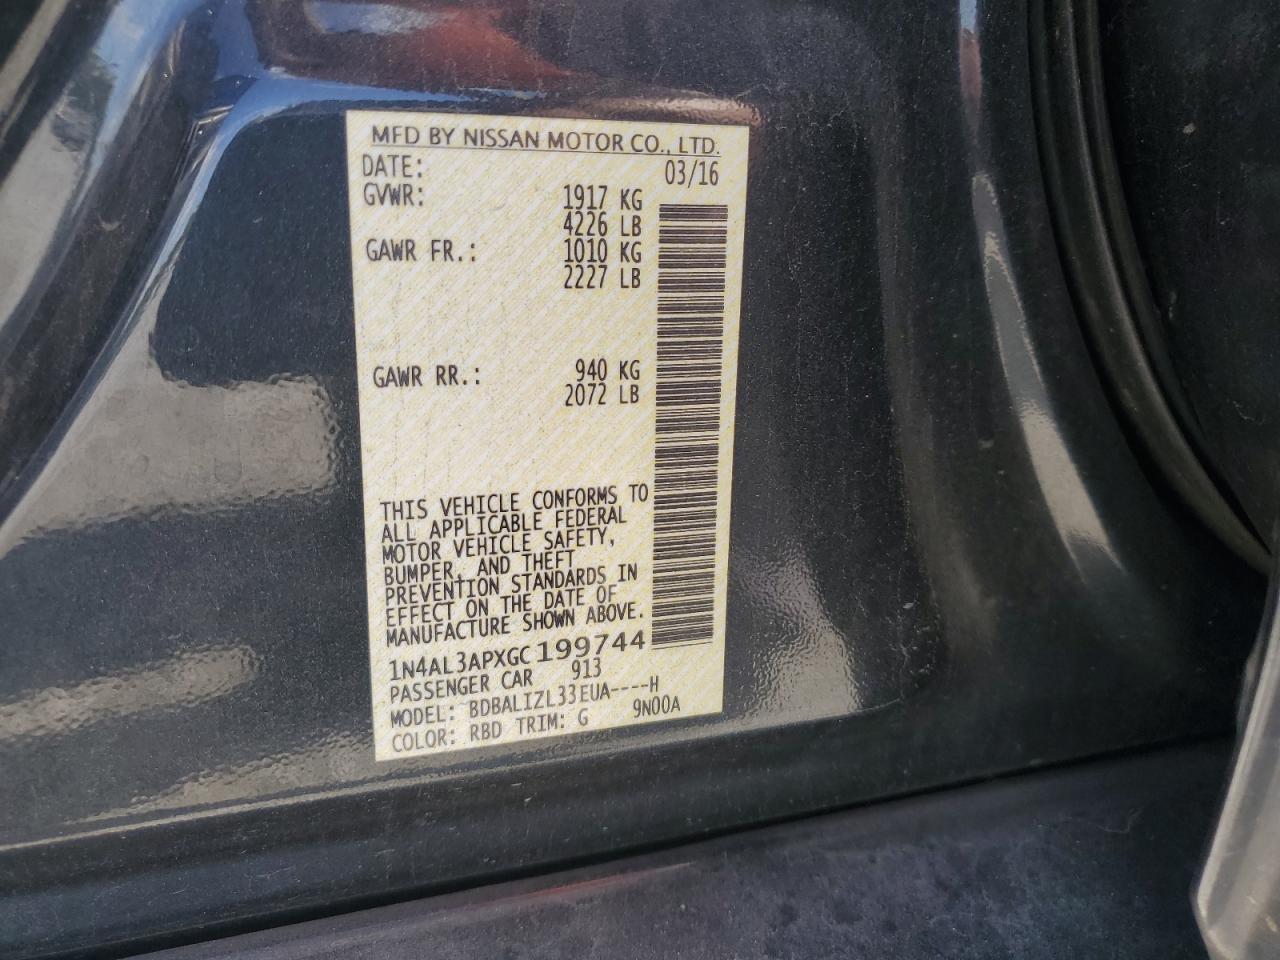 MFD BY NISSAN MOTOR CO., LTD.
DATE: 03/16
GVWR: 1917 KG
4226 LB
GAWR FR.: 1010 KG
2227 LB
GAWR RR.: 940 KG
2072 LB
THIS VEHICLE CONFORMS TO
ALL APPLICABLE FEDERAL
MOTOR VEHICLE SAFETY,
BUMPER, AND THEFT
PREVENTION STANDARDS IN
EFFECT ON THE DATE OF
MANUFACTURE SHOWN ABOVE.
1N4AL3APXGC199744
PASSENGER CAR 913
MODEL: BDBALIZL33EUA----H
COLOR: RBD TRIM: G 9N00A